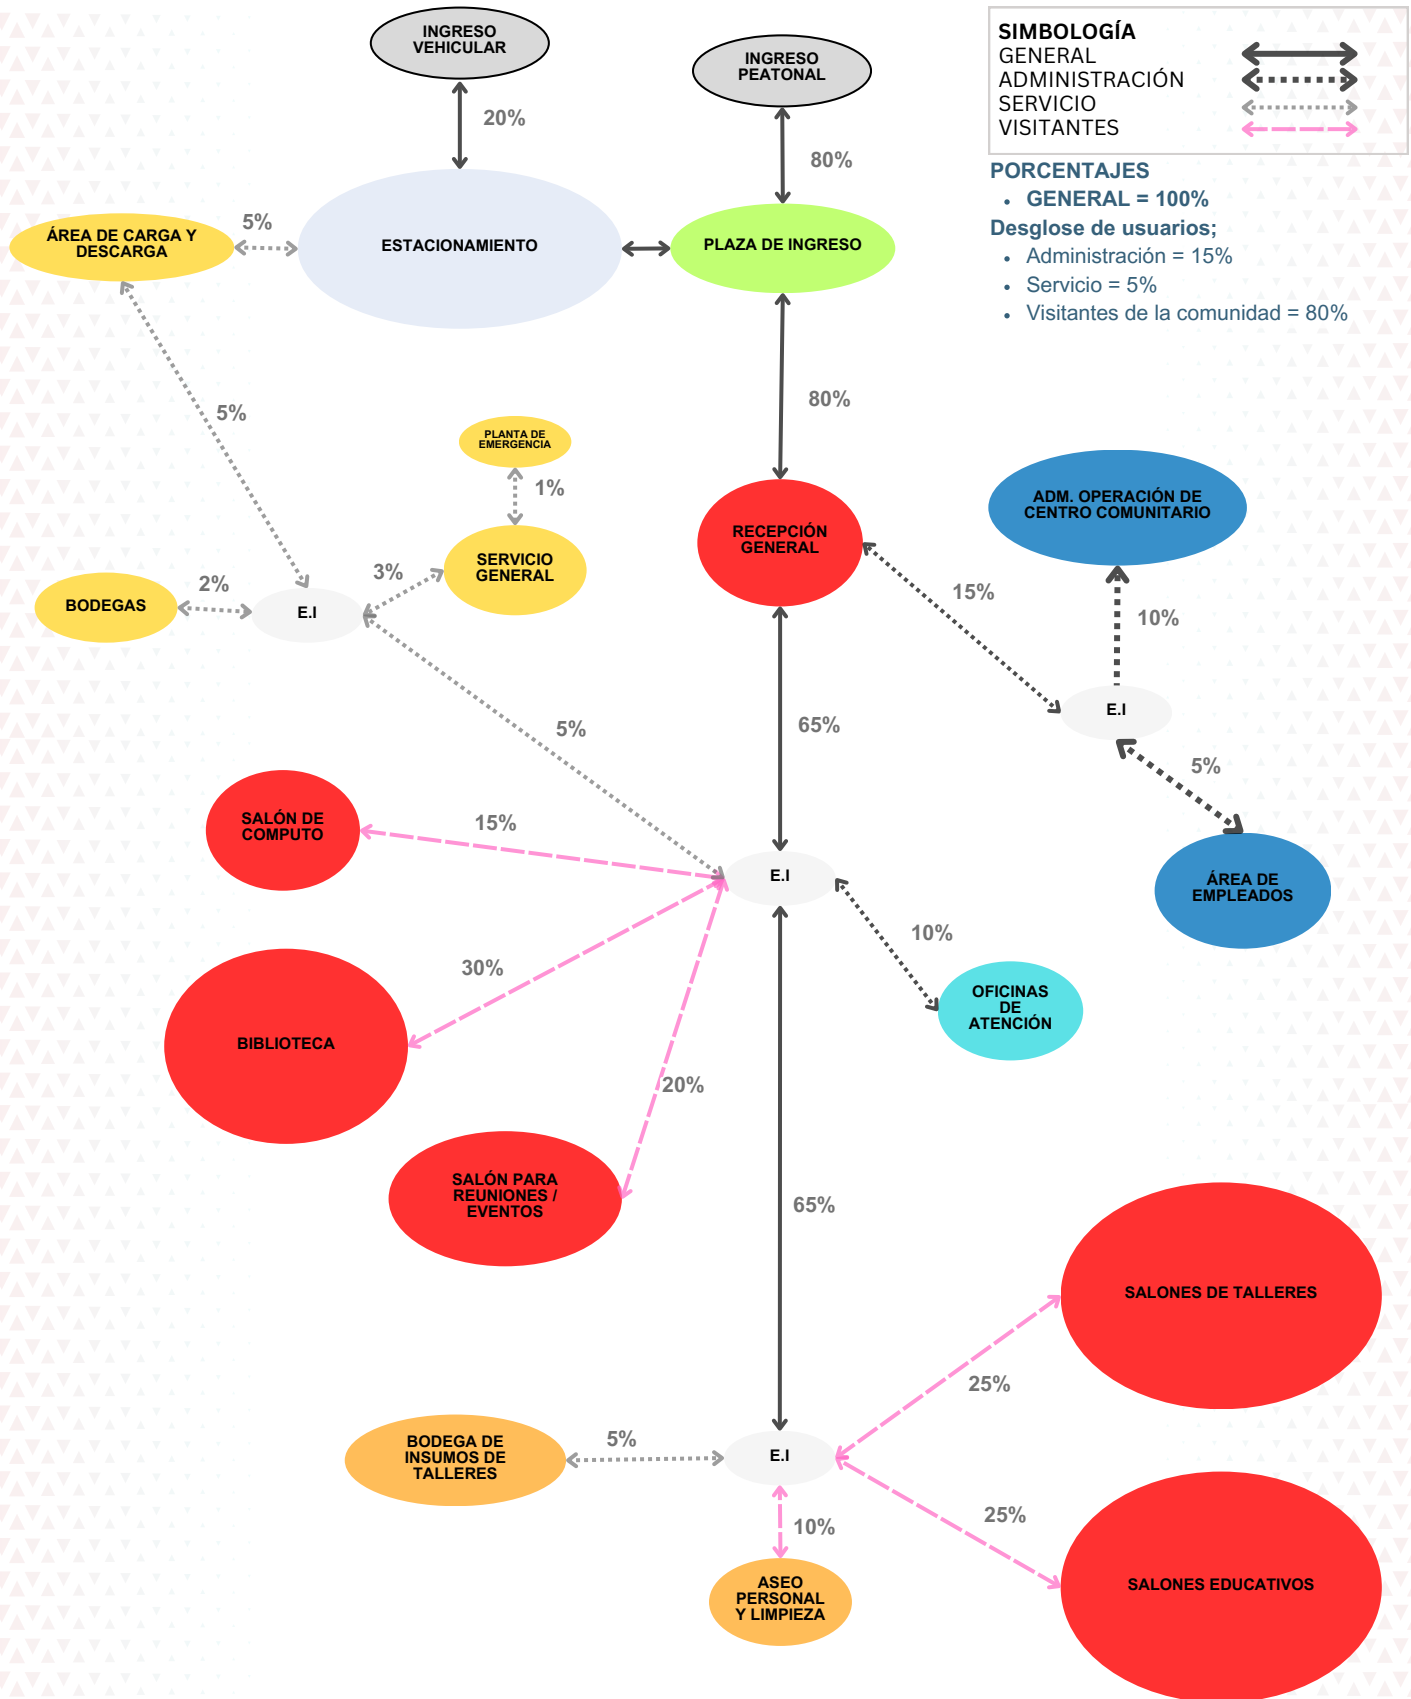 INGRESO
VEHICULAR
INGRESO
PEATONAL
SIMBOLOGÍA
GENERAL
ADMINISTRACIÓN
SERVICIO
VISITANTES
20%
80%
PORCENTAJES
• GENERAL = 100%
Desglose de usuarios;
• Administración = 15%
• Servicio = 5%
• Visitantes de la comunidad = 80%
ÁREA DE CARGA Y
DESCARGA
5%
ESTACIONAMIENTO
PLAZA DE INGRESO
5%
80%
PLANTA DE
EMERGENCIA
1%
RECEPCIÓN
GENERAL
ADM. OPERACIÓN DE
CENTRO COMUNITARIO
SERVICIO
GENERAL
3%
2%
BODEGAS
E.I
15%
10%
E.I
5%
65%
5%
SALÓN DE
COMPUTO
15%
E.I
ÁREA DE
EMPLEADOS
10%
30%
OFICINAS
DE
ATENCIÓN
BIBLIOTECA
20%
SALÓN PARA
REUNIONES /
EVENTOS
65%
SALONES DE TALLERES
25%
BODEGA DE
INSUMOS DE
TALLERES
5%
E.I
25%
10%
ASEO
PERSONAL
Y LIMPIEZA
SALONES EDUCATIVOS